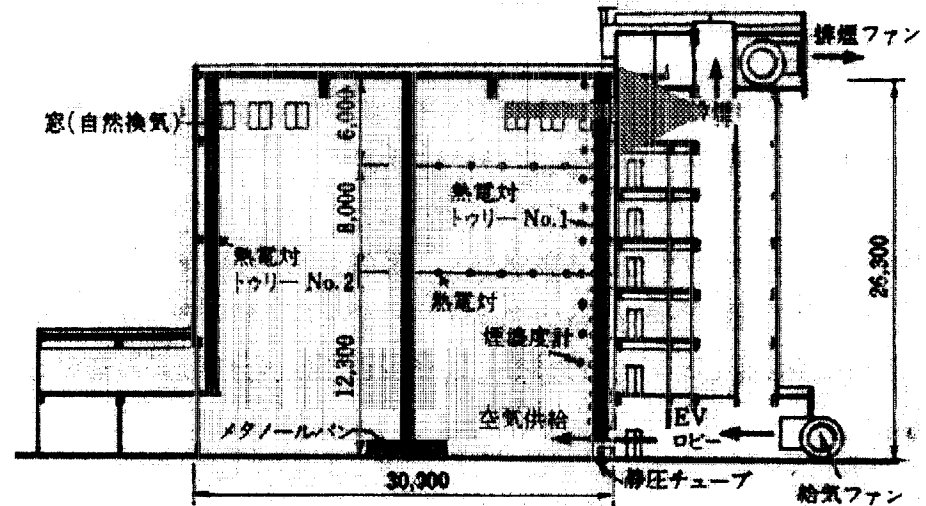 排煙ファン
窓(自然換気)
6,000
8,000
12,300
熱電対
トゥリー No.1
熱電対
トゥリー No.2
熱電対
煙濃度計
26,300
空気供給
EV
ロビー
メタノールパン
30,000
静圧チューブ
給気ファン